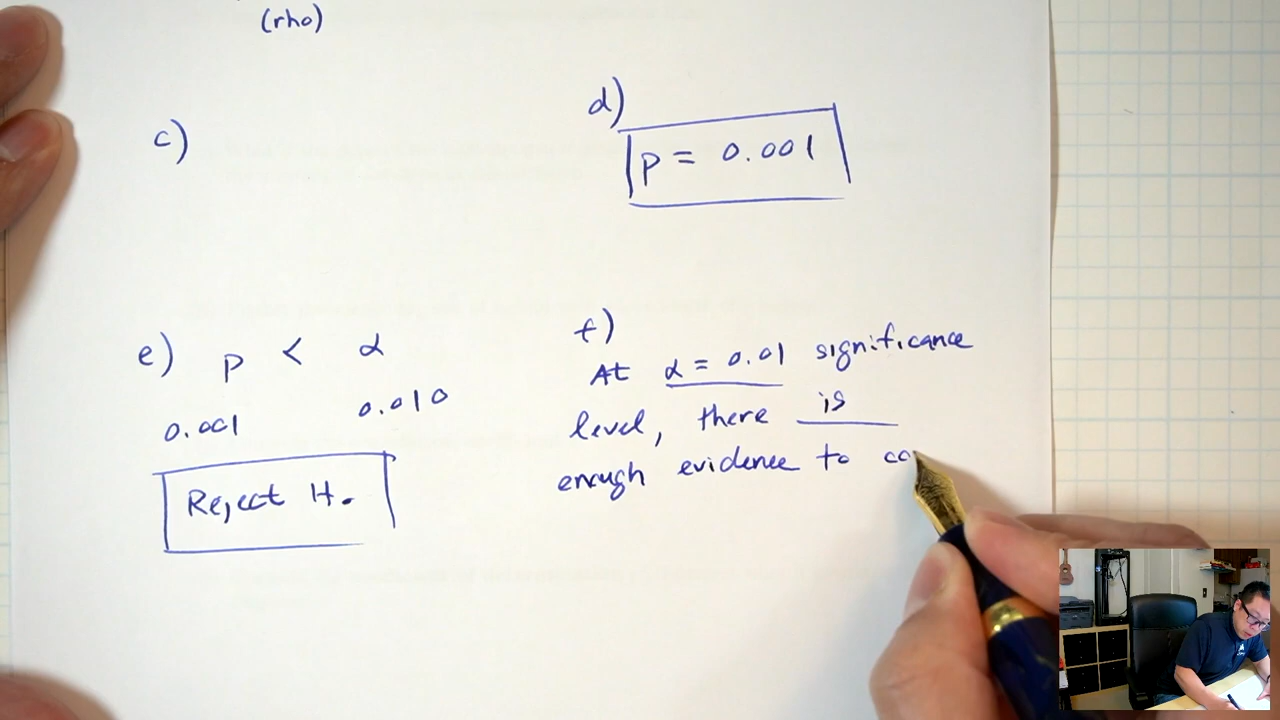 (rho)
c)
d)
p = 0.001
e) p < α
0.001 0.010
Reject H₀
f)
At α = 0.01 significance
level, there is
enough evidence to co